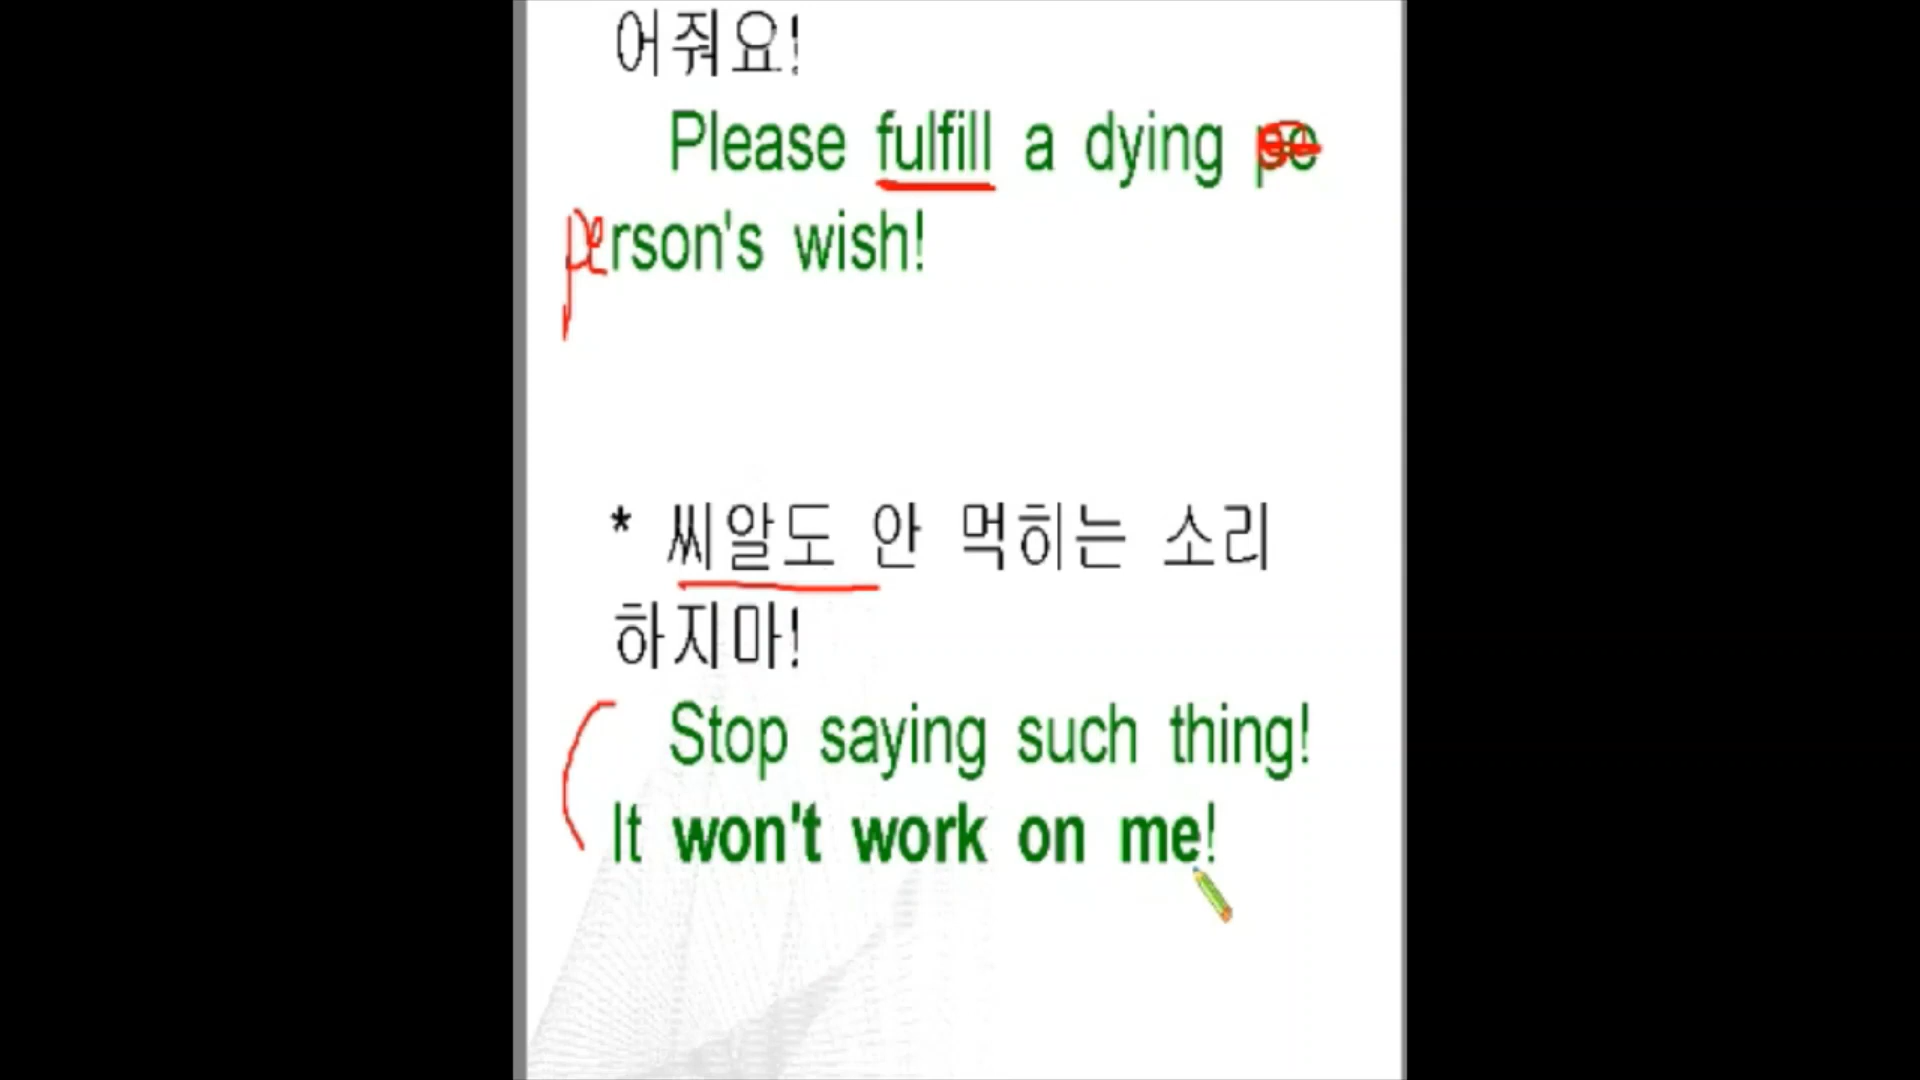 어줘요!
Please fulfill a dying pe
person's wish!
* 씨알도 안 먹히는 소리
하지마!
Stop saying such thing!
It won't work on me!